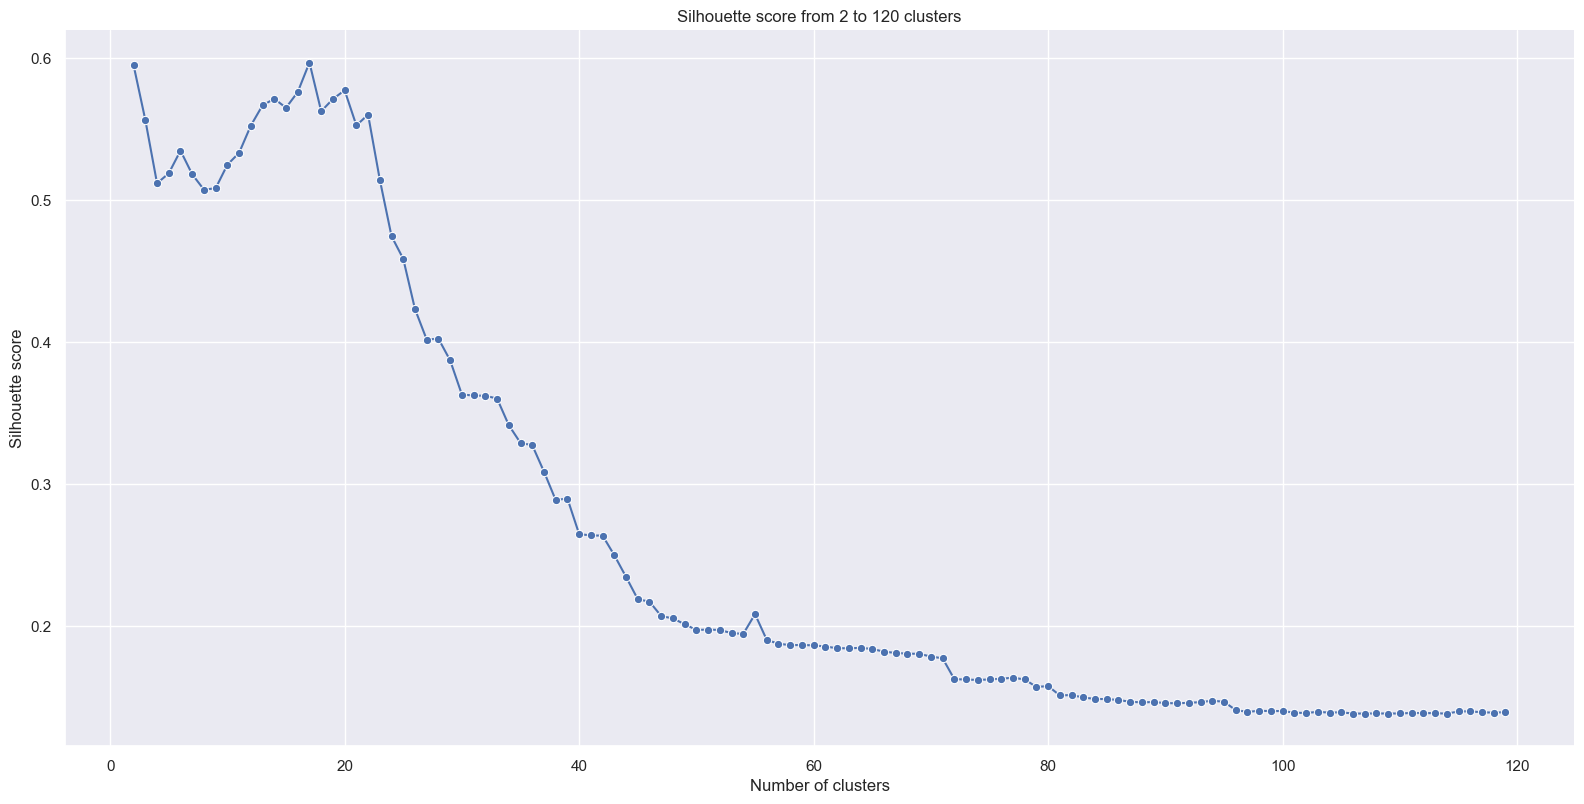 Silhouette score from 2 to 120 clusters
0.6
0.5
0.4
0.3
0.2
Silhouette score
0 20 40 60 80 100 120
Number of clusters